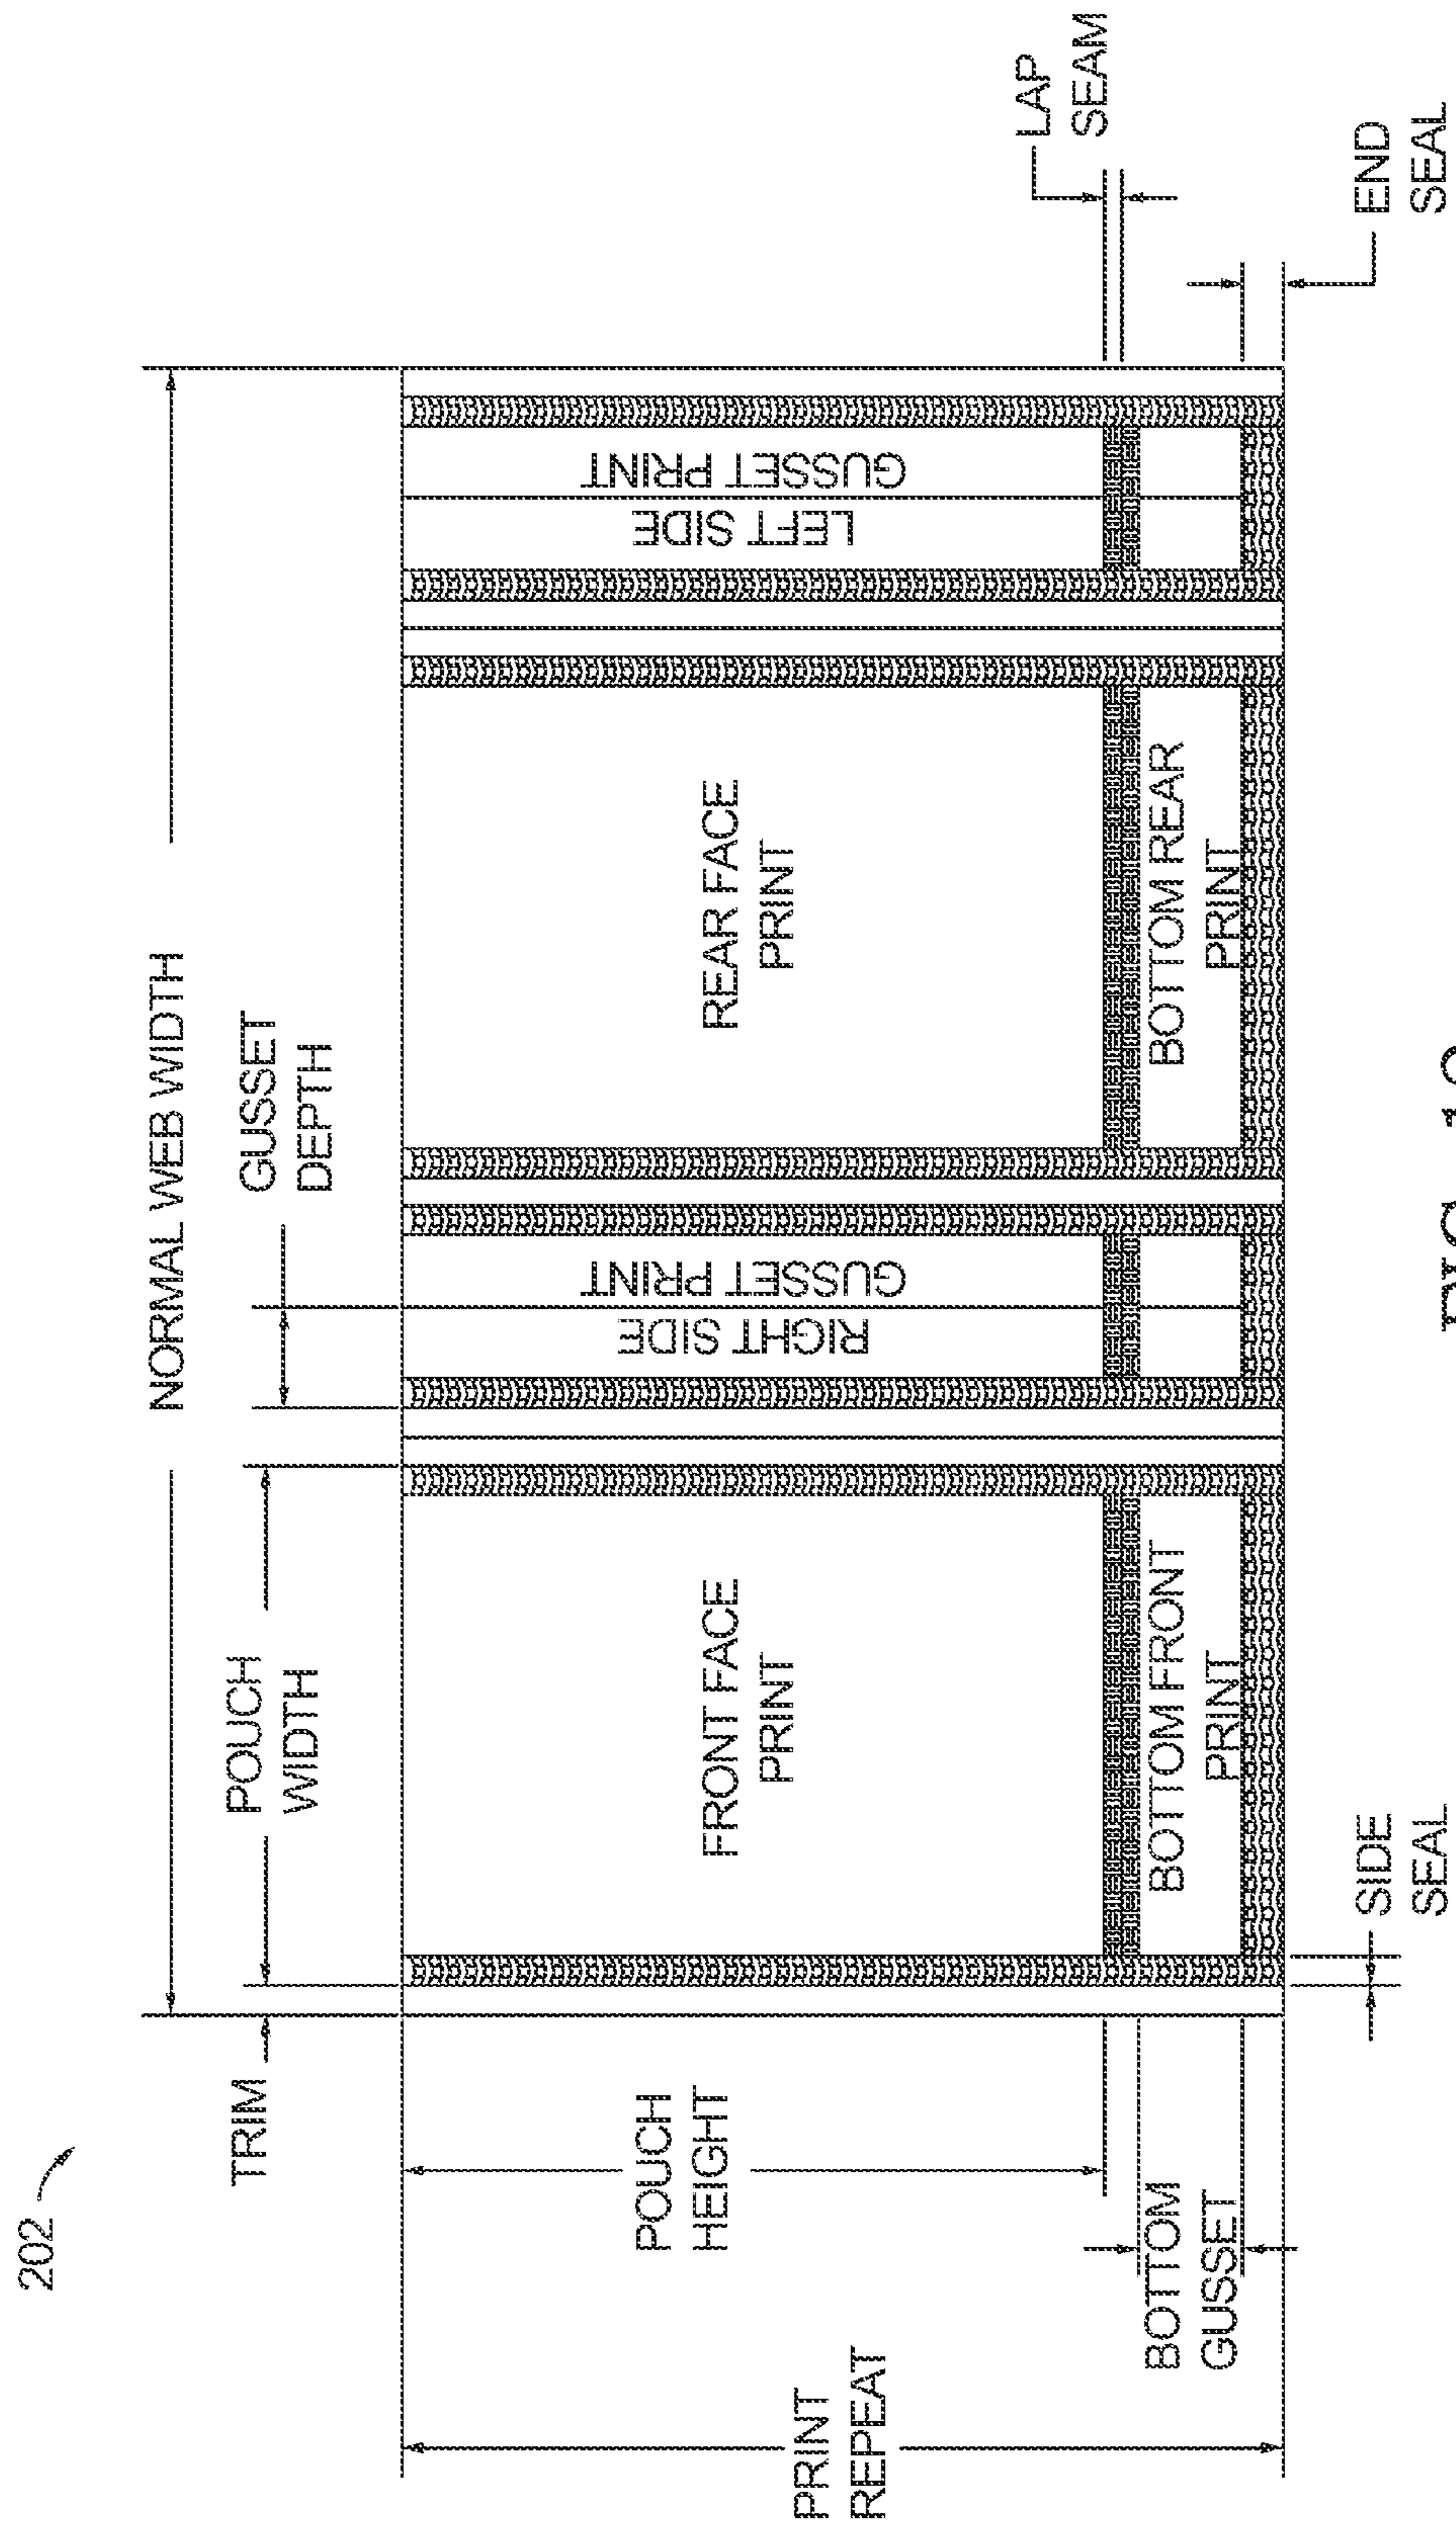 202
NORMAL WEB WIDTH
TRIM
POUCH
WIDTH
GUSSET
DEPTH
PRINT
REPEAT
POUCH
HEIGHT
BOTTOM
GUSSET
FRONT FACE
PRINT
RIGHT SIDE
GUSSET PRINT
REAR FACE
PRINT
LEFT SIDE
GUSSET PRINT
BOTTOM FRONT
PRINT
BOTTOM REAR
PRINT
LAP
SEAM
END
SEAL
SIDE
SEAL